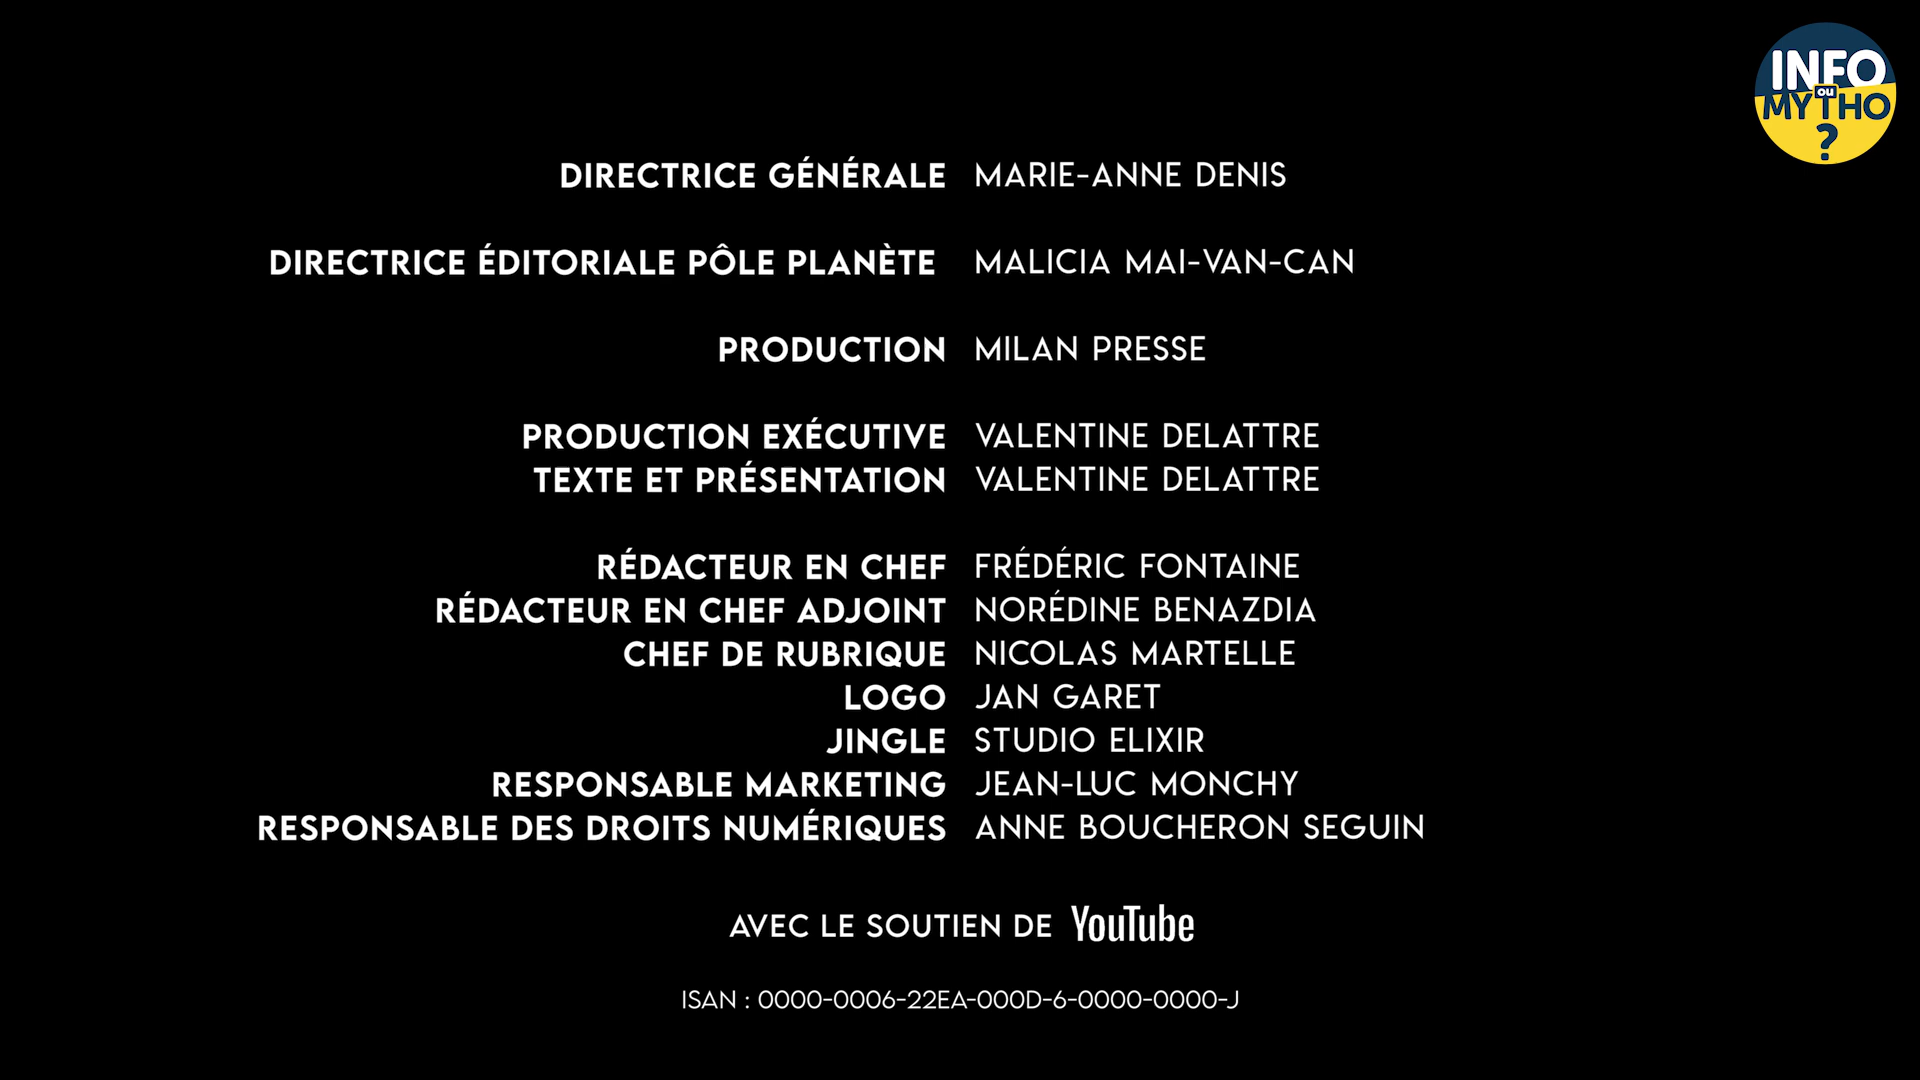 INFO
ou
MYTHO
?
DIRECTRICE GÉNÉRALE MARIE-ANNE DENIS
DIRECTRICE ÉDITORIALE PÔLE PLANÈTE MALICIA MAI-VAN-CAN
PRODUCTION MILAN PRESSE
PRODUCTION EXÉCUTIVE VALENTINE DELATTRE
TEXTE ET PRÉSENTATION VALENTINE DELATTRE
RÉDACTEUR EN CHEF FRÉDÉRIC FONTAINE
RÉDACTEUR EN CHEF ADJOINT NORÉDINE BENAZDIA
CHEF DE RUBRIQUE NICOLAS MARTELLE
LOGO JAN GARET
JINGLE STUDIO ELIXIR
RESPONSABLE MARKETING JEAN-LUC MONCHY
RESPONSABLE DES DROITS NUMÉRIQUES ANNE BOUCHERON SEGUIN
AVEC LE SOUTIEN DE YouTube
ISAN : 0000-0006-22EA-000D-6-0000-0000-J